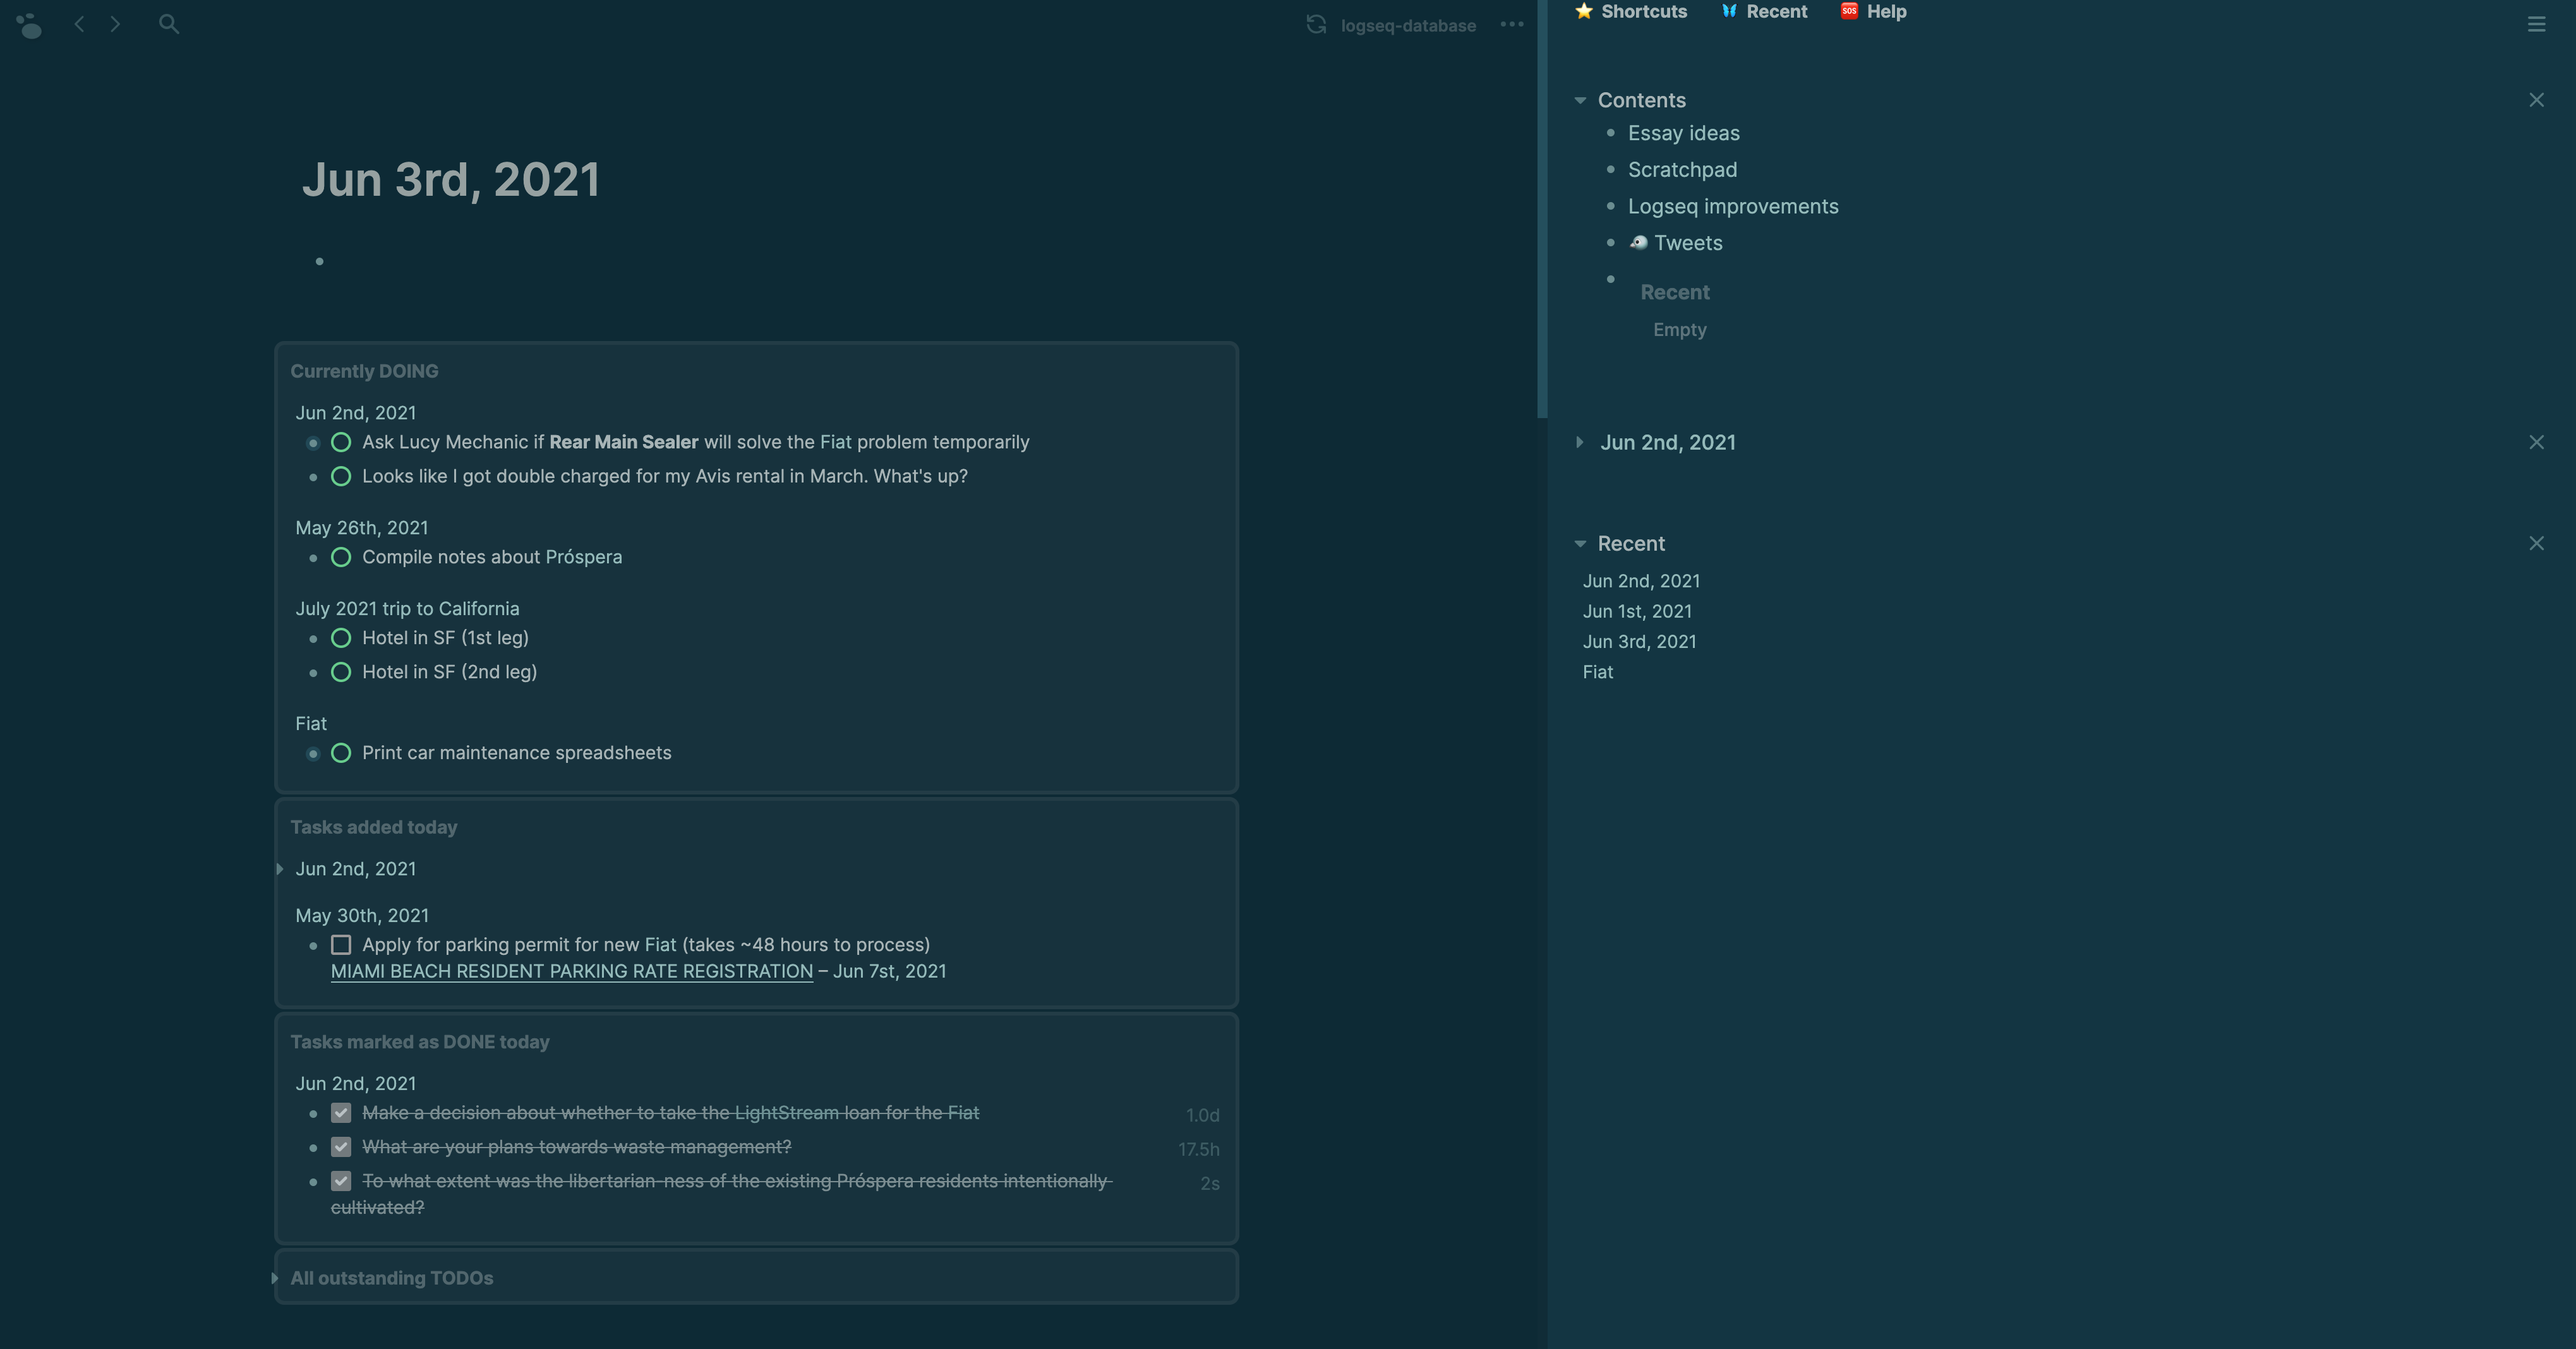 logseq-database
Jun 3rd, 2021
Currently DOING
Jun 2nd, 2021
Ask Lucy Mechanic if Rear Main Sealer will solve the Fiat problem temporarily
Looks like I got double charged for my Avis rental in March. What's up?
May 26th, 2021
Compile notes about Próspera
July 2021 trip to California
Hotel in SF (1st leg)
Hotel in SF (2nd leg)
Fiat
Print car maintenance spreadsheets
Tasks added today
Jun 2nd, 2021
May 30th, 2021
Apply for parking permit for new Fiat (takes ~48 hours to process)
MIAMI BEACH RESIDENT PARKING RATE REGISTRATION – Jun 7st, 2021
Tasks marked as DONE today
Jun 2nd, 2021
Make a decision about whether to take the LightStream loan for the Fiat 1.0d
What are your plans towards waste management? 17.5h
To what extent was the libertarian-ness of the existing Próspera residents intentionally 2s
cultivated?
All outstanding TODOs
Shortcuts Recent SOS Help
Contents
Essay ideas
Scratchpad
Logseq improvements
Tweets
Recent
Empty
Jun 2nd, 2021
Recent
Jun 2nd, 2021
Jun 1st, 2021
Jun 3rd, 2021
Fiat